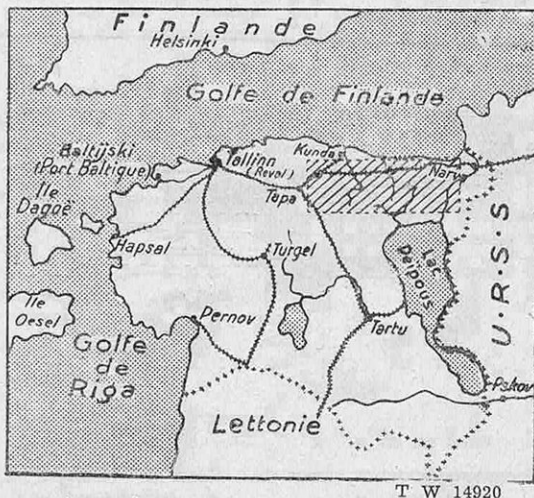 Finlande
Helsinki
Golfe de Finlande
Baltijski
(Port Baltique)
Tallinn
(Reval)
Kunda
Narva
Tapa
Ile
Dagoë
Hapsal
Turgel
Lac
Peipous
U·R·S·S
Ile
Oesel
Pernov
Tartu
Golfe
de
Riga
Pskov
Lettonie
T W 14920